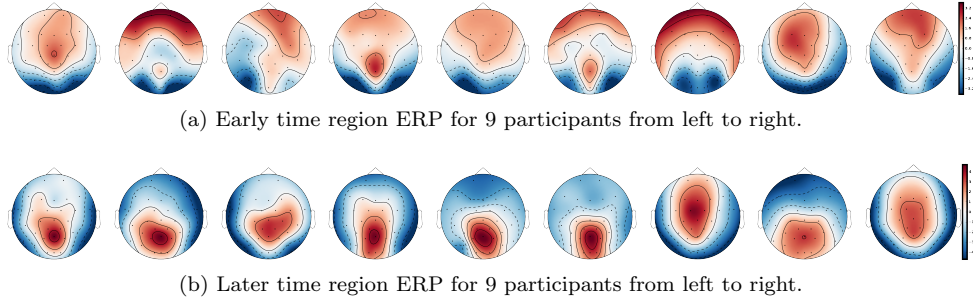 (a) Early time region ERP for 9 participants from left to right.
(b) Later time region ERP for 9 participants from left to right.